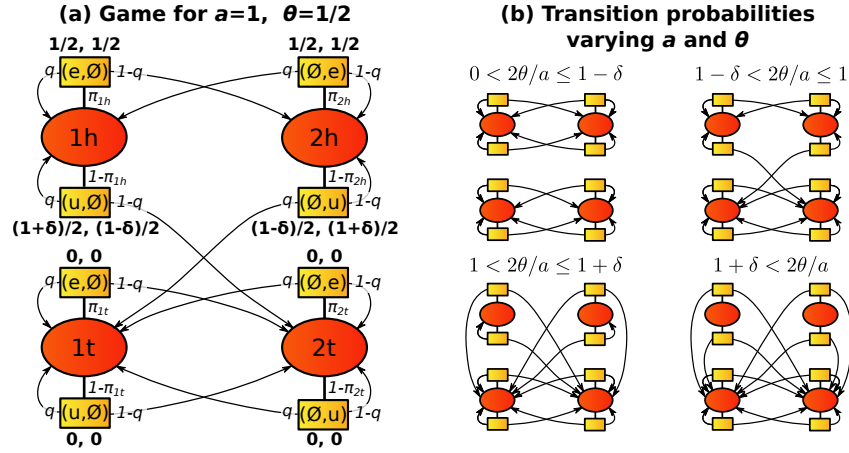 (a) Game for a=1, θ=1/2
1/2, 1/2
1/2, 1/2
q (e,Ø) 1-q
q (Ø,e) 1-q
π1h
π2h
1h
2h
1-π1h
1-π2h
q (u,Ø) 1-q
q (Ø,u) 1-q
(1+δ)/2, (1-δ)/2
(1-δ)/2, (1+δ)/2
0, 0
0, 0
q (e,Ø) 1-q
q (Ø,e) 1-q
π1t
π2t
1t
2t
1-π1t
1-π2t
q (u,Ø) 1-q
q (Ø,u) 1-q
0, 0
0, 0
(b) Transition probabilities
varying a and θ
0 < 2θ/a ≤ 1 − δ
1 − δ < 2θ/a ≤ 1
1 < 2θ/a ≤ 1 + δ
1 + δ < 2θ/a